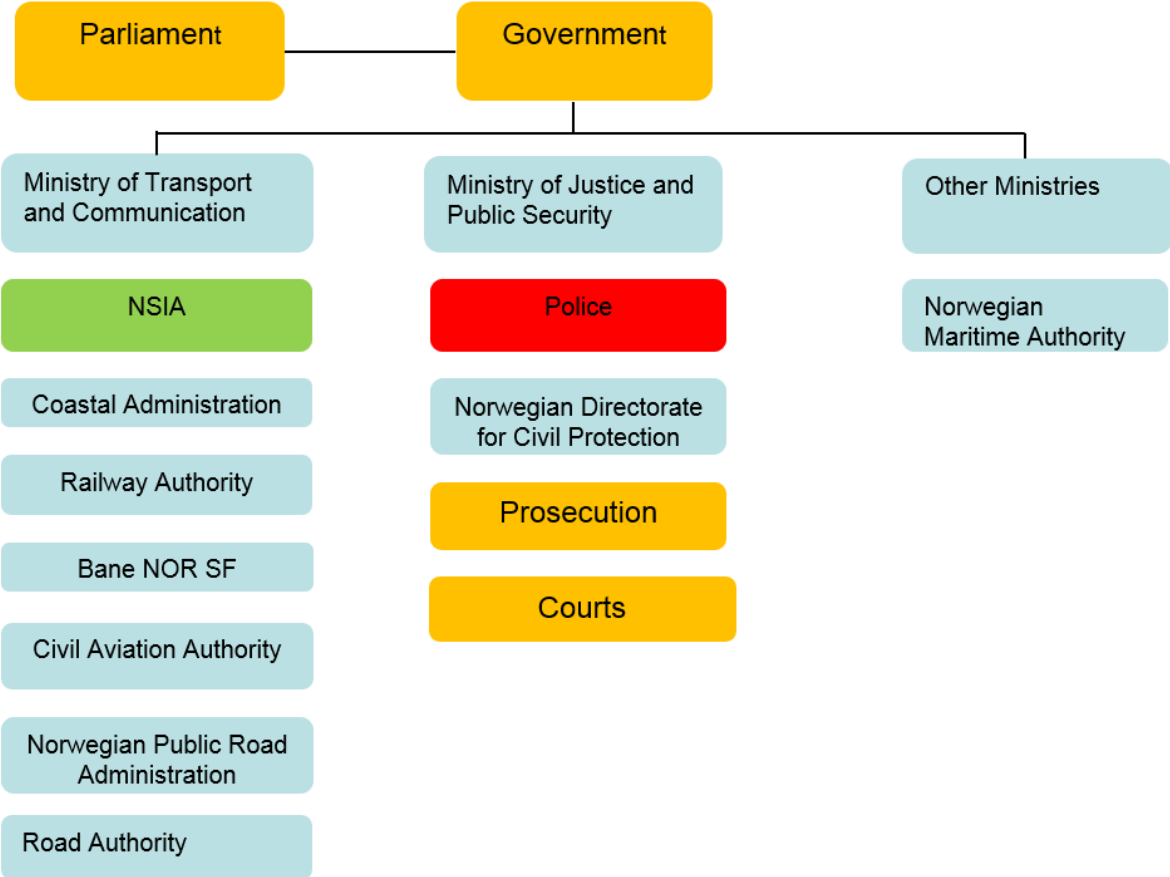 Parliament
Government
Ministry of Transport
and Communication
Ministry of Justice and
Public Security
Other Ministries
NSIA
Police
Norwegian
Maritime Authority
Coastal Administration
Norwegian Directorate
for Civil Protection
Railway Authority
Prosecution
Bane NOR SF
Courts
Civil Aviation Authority
Norwegian Public Road
Administration
Road Authority